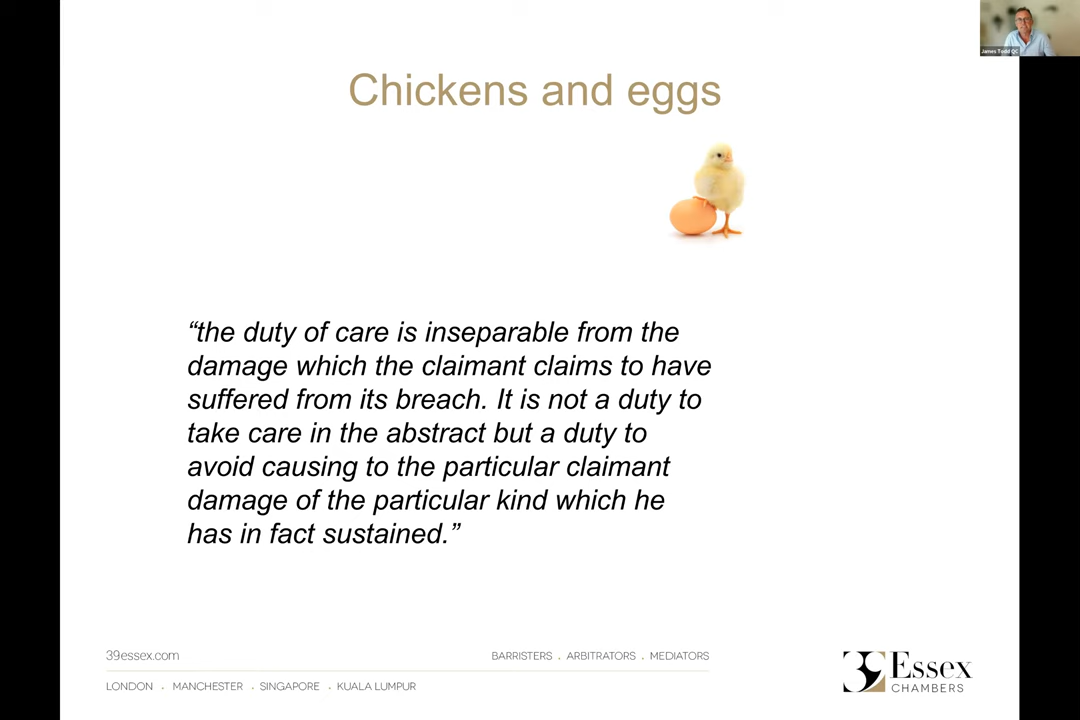 James Todd QC
Chickens and eggs
“the duty of care is inseparable from the
damage which the claimant claims to have
suffered from its breach. It is not a duty to
take care in the abstract but a duty to
avoid causing to the particular claimant
damage of the particular kind which he
has in fact sustained.”
39essex.com
BARRISTERS . ARBITRATORS . MEDIATORS
LONDON . MANCHESTER . SINGAPORE . KUALA LUMPUR
39 Essex
CHAMBERS